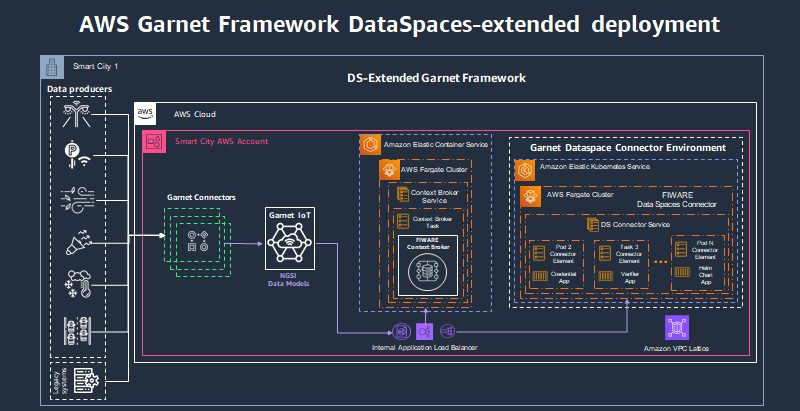 AWS Garnet Framework DataSpaces-extended deployment
Smart City 1
DS-Extended Garnet Framework
Data producers
aws
AWS Cloud
Smart City AWS Account
Amazon Elastic Container Service
Garnet Dataspace Connector Environment
Amazon Elastic Kubernetes Service
AWS Fargate Cluster
Context Broker
Service
Context Broker
Task
FIWARE
Context Broker
AWS Fargate Cluster
FIWARE
Data Spaces Connector
DS Connector Service
Pod 2
Connector
Element
Credential
App
Task 3
Connector
Element
Verifier
App
Pod N
Connector
Element
Helm
Chart
App
P
Garnet Connectors
Garnet IoT
NGSI
Data Models
Internal Application Load Balancer
Amazon VPC Lattice
Legacy
systems